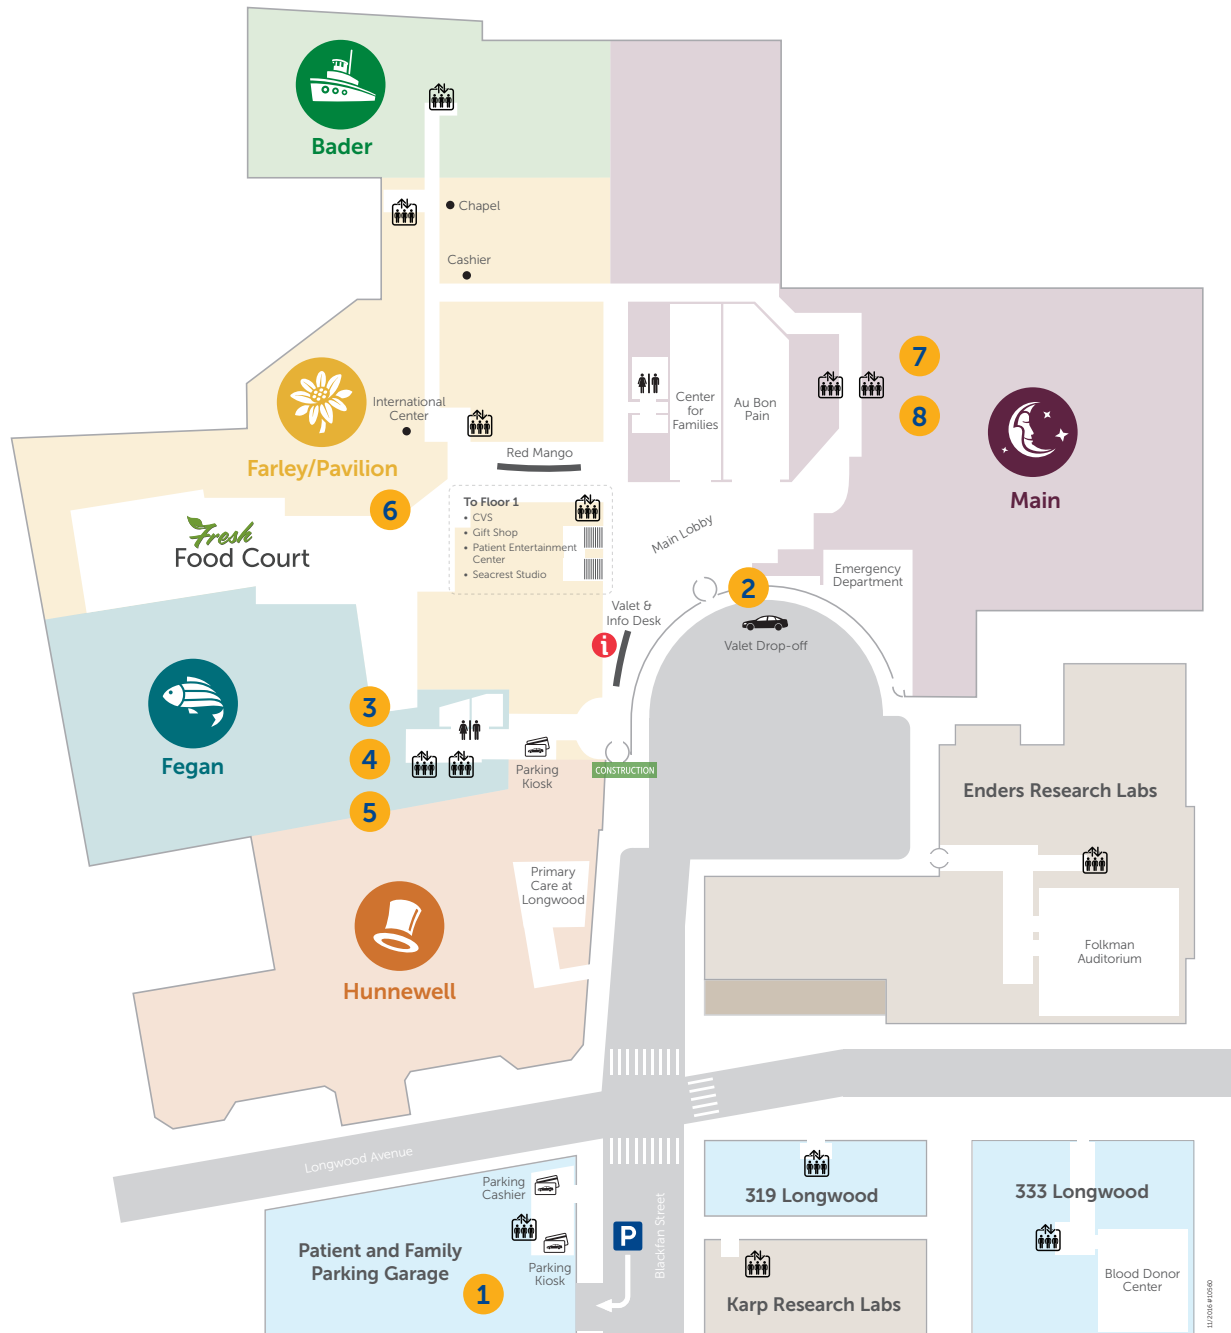 Bader
Chapel
Cashier
7
8
Center
for
Families
Au Bon
Pain
Main
International
Center
Farley/Pavilion
Red Mango
6
Fresh
Food Court
To Floor 1
• CVS
• Gift Shop
• Patient Entertainment
Center
• Seacrest Studio
Main Lobby
Emergency
Department
2
Valet &
Info Desk
i
Valet Drop-off
3
4
5
Fegan
Parking
Kiosk
CONSTRUCTION
Enders Research Labs
Primary
Care at
Longwood
Folkman
Auditorium
Hunnewell
Longwood Avenue
Parking
Cashier
319 Longwood
333 Longwood
Blackfan Street
P
Patient and Family
Parking Garage
Parking
Kiosk
1
Karp Research Labs
Blood Donor
Center
11/2016 #10560